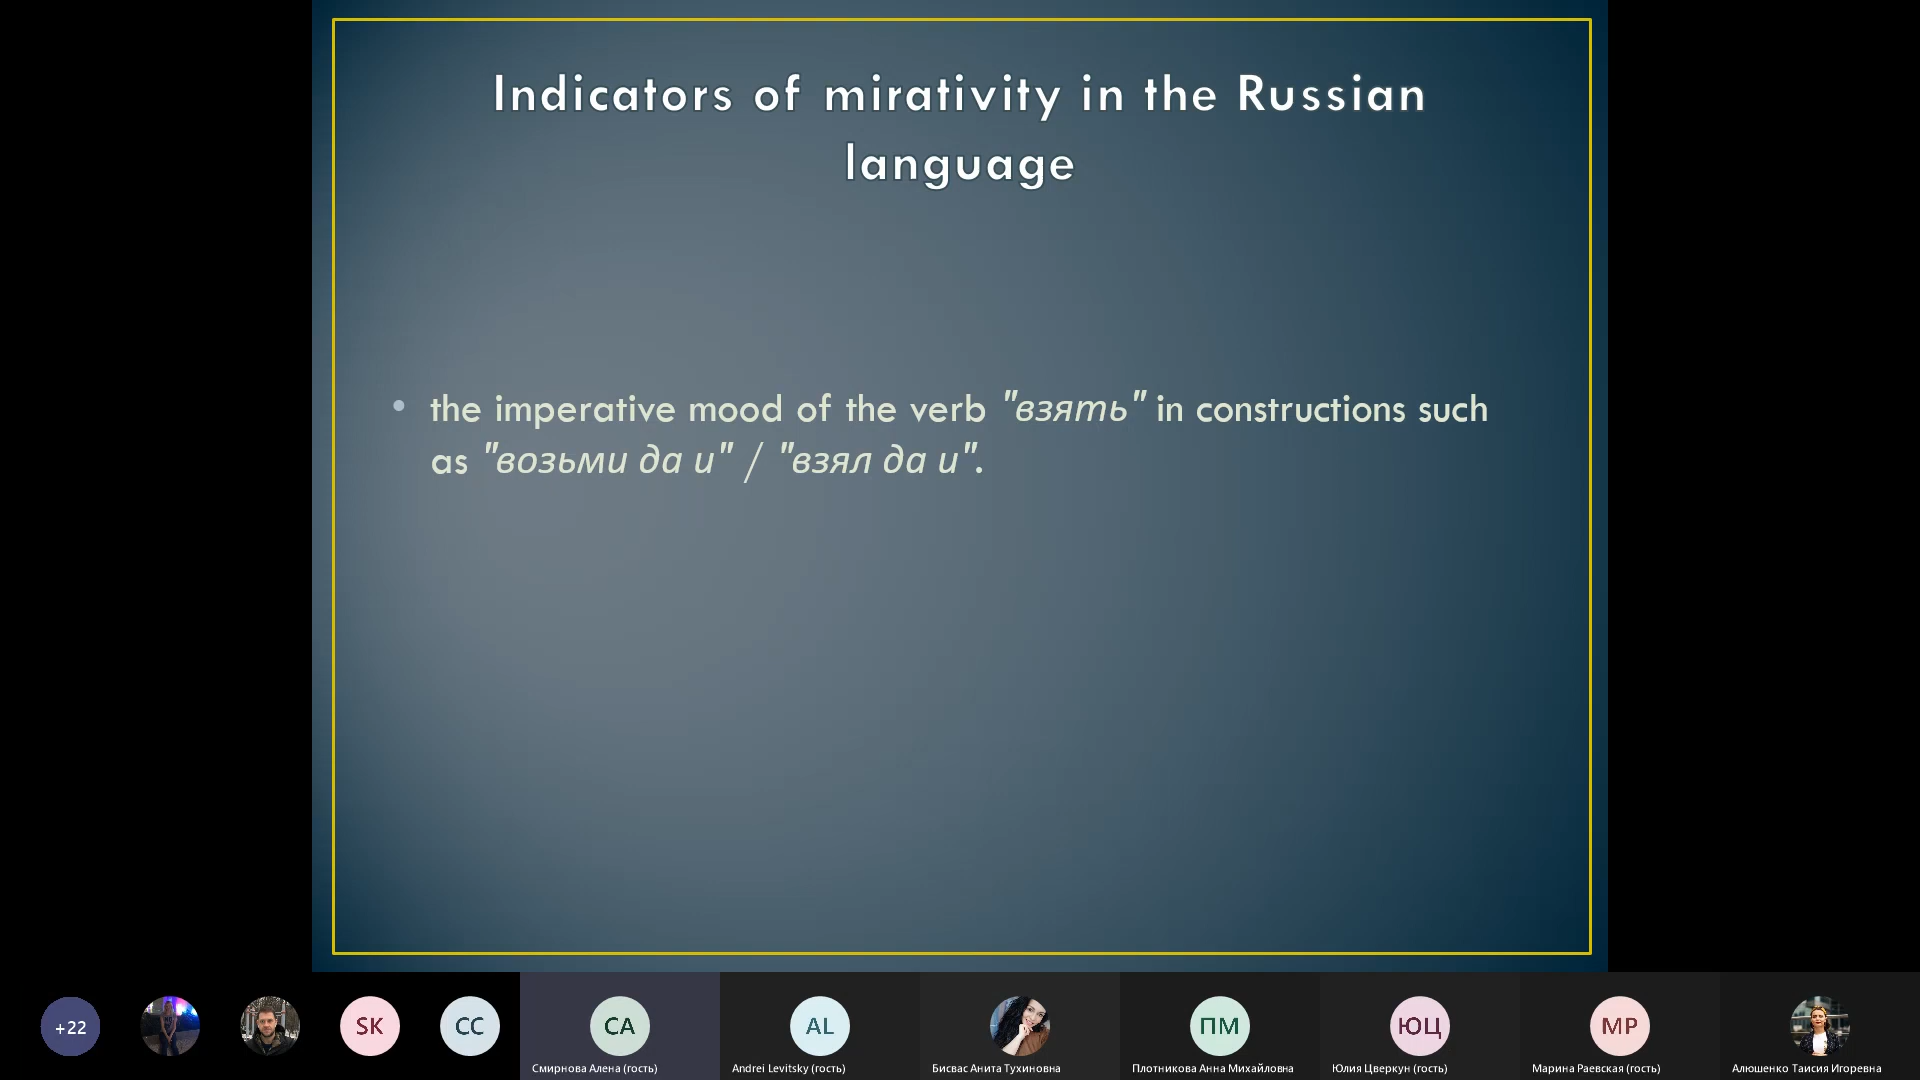 Indicators of mirativity in the Russian
language
• the imperative mood of the verb "взять" in constructions such
as "возьми да и" / "взял да и".
+22
SK
CC
СА
AL
ПМ
ЮЦ
МР
Смирнова Алена (гость)
Andrei Levitsky (гость)
Бисвас Анита Тухиновна
Плотникова Анна Михайловна
Юлия Цверкун (гость)
Марина Раевская (гость)
Алюшенко Таисия Игоревна